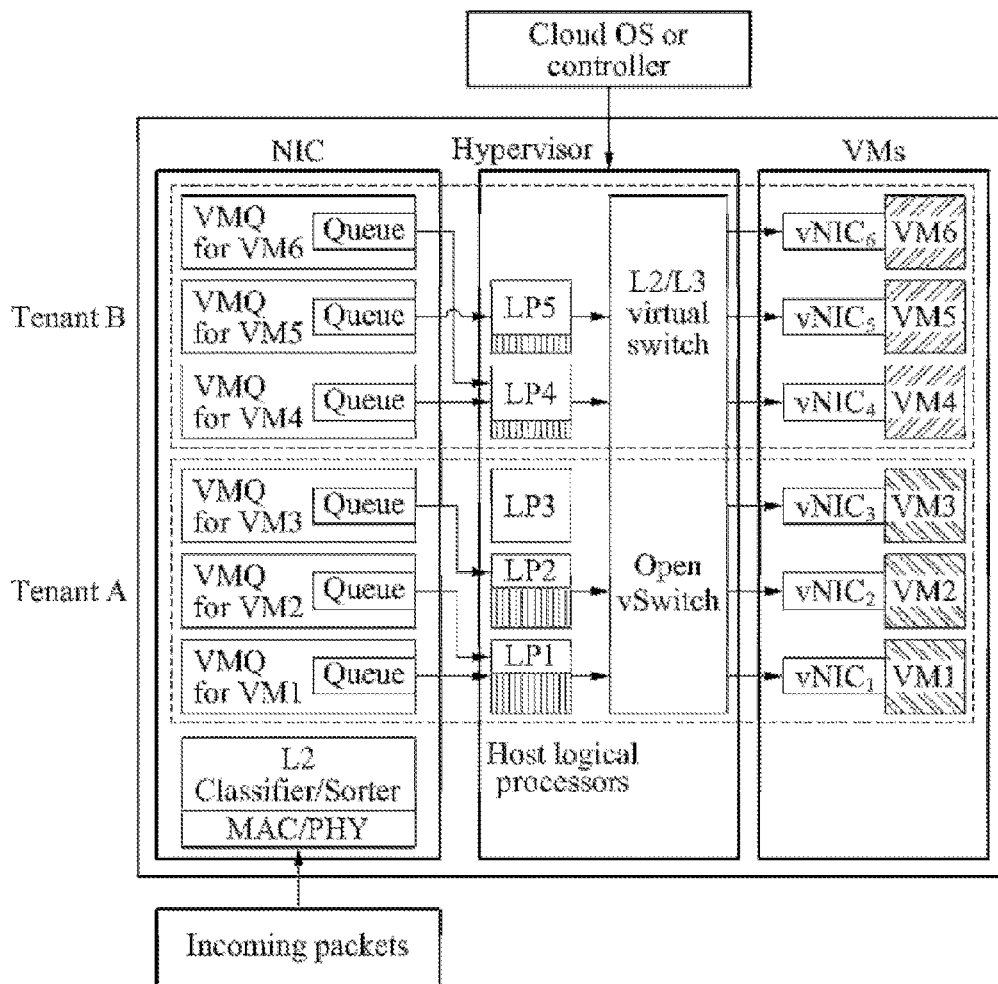 Cloud OS or
controller
NIC
Hypervisor
VMs
Tenant B
VMQ
for VM6
Queue
VMQ
for VM5
Queue
VMQ
for VM4
Queue
LP5
LP4
L2/L3
virtual
switch
vNIC6
VM6
vNIC5
VM5
vNIC4
VM4
Tenant A
VMQ
for VM3
Queue
VMQ
for VM2
Queue
VMQ
for VM1
Queue
LP3
LP2
LP1
Open
vSwitch
vNIC3
VM3
vNIC2
VM2
vNIC1
VM1
L2
Classifier/Sorter
MAC/PHY
Host logical
processors
Incoming packets